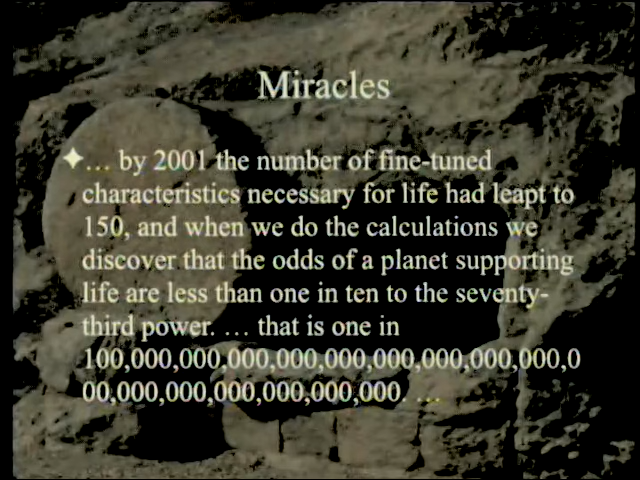 Miracles
✦… by 2001 the number of fine-tuned
characteristics necessary for life had leapt to
150, and when we do the calculations we
discover that the odds of a planet supporting
life are less than one in ten to the seventy-
third power. … that is one in
100,000,000,000,000,000,000,000,000,000,0
00,000,000,000,000,000,000. …